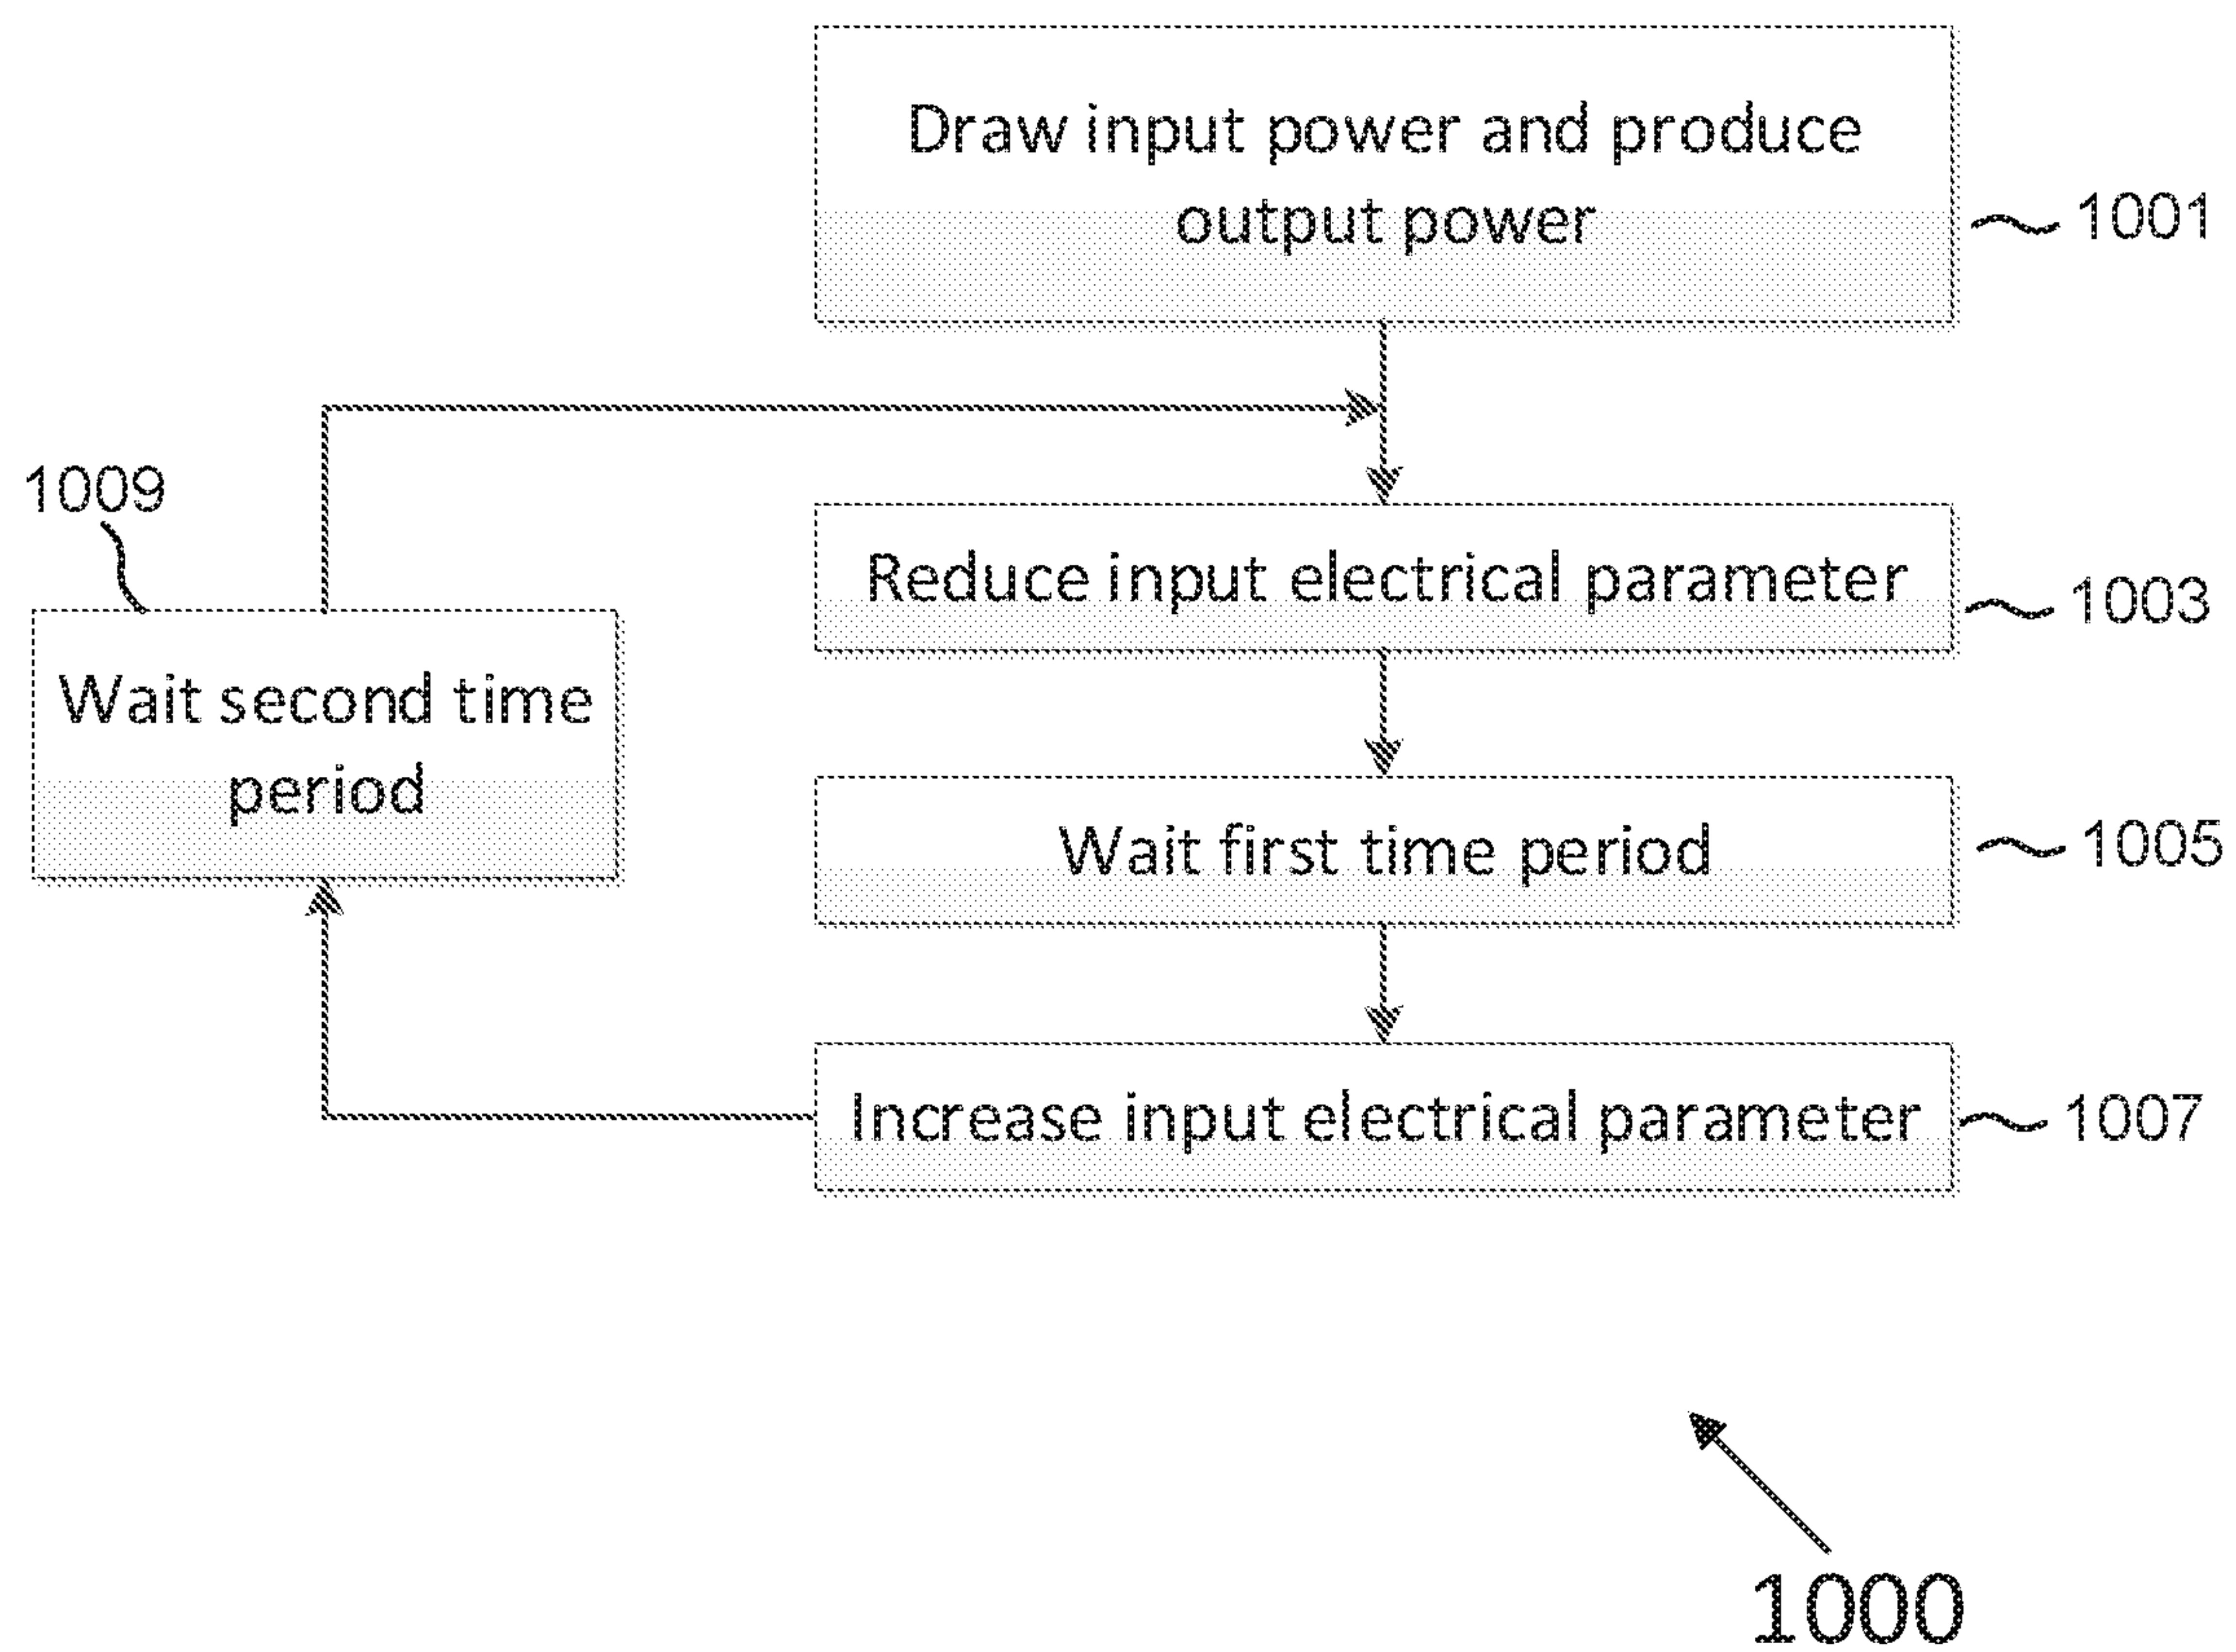 Draw input power and produce
output power
1001
1009
Reduce input electrical parameter
1003
Wait second time
period
Wait first time period
1005
Increase input electrical parameter
1007
1000